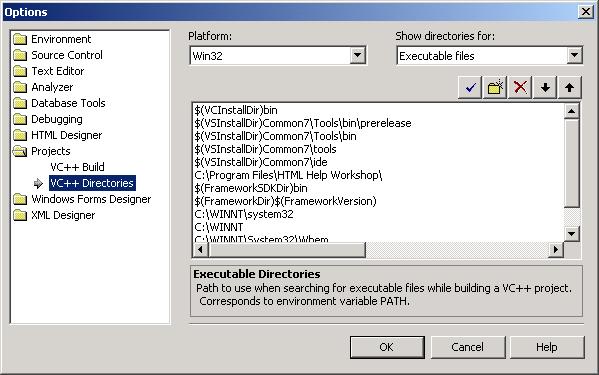 Options
Environment
Source Control
Text Editor
Analyzer
Database Tools
Debugging
HTML Designer
Projects
VC++ Build
VC++ Directories
Windows Forms Designer
XML Designer
Platform:
Win32
Show directories for:
Executable files
$(VCInstallDir)bin
$(VSInstallDir)Common7\Tools\bin\prerelease
$(VSInstallDir)Common7\Tools\bin
$(VSInstallDir)Common7\tools
$(VSInstallDir)Common7\ide
C:\Program Files\HTML Help Workshop\
$(FrameworkSDKDir)bin
$(FrameworkDir)$(FrameworkVersion)
C:\WINNT\system32
C:\WINNT
C:\WINNT\System32\Wbem
Executable Directories
Path to use when searching for executable files while building a VC++ project.
Corresponds to environment variable PATH.
OK
Cancel
Help